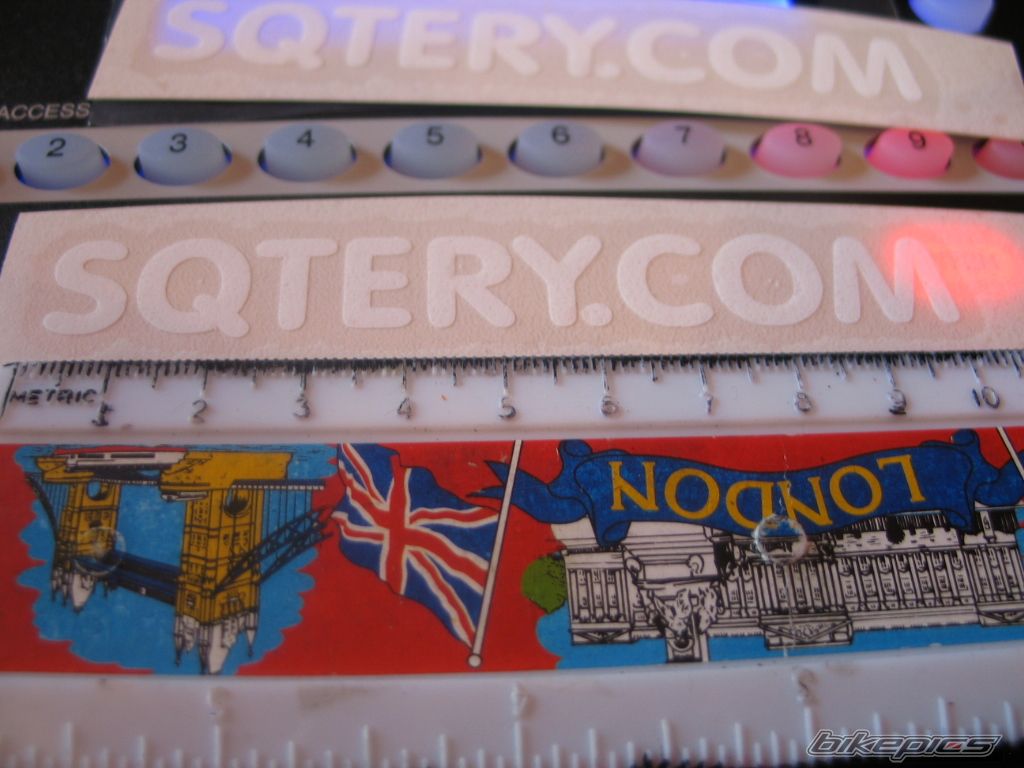 SQTERY.COM
ACCESS
2 3 4 5 6 7 8 9
SQTERY.COM
METRIC 1 2 3 4 5 6 7 8 9 10
LONDON
bikepics